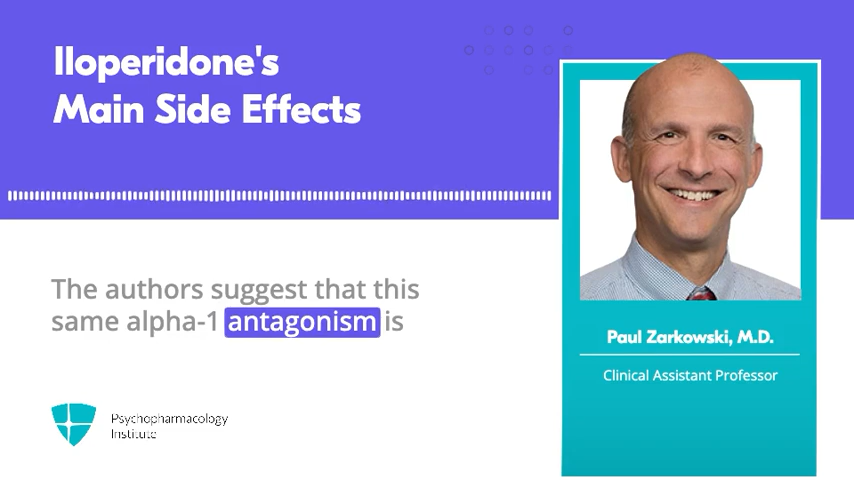 Iloperidone's
Main Side Effects
The authors suggest that this
same alpha-1 antagonism is
Paul Zarkowski, M.D.
Clinical Assistant Professor
Psychopharmacology
Institute